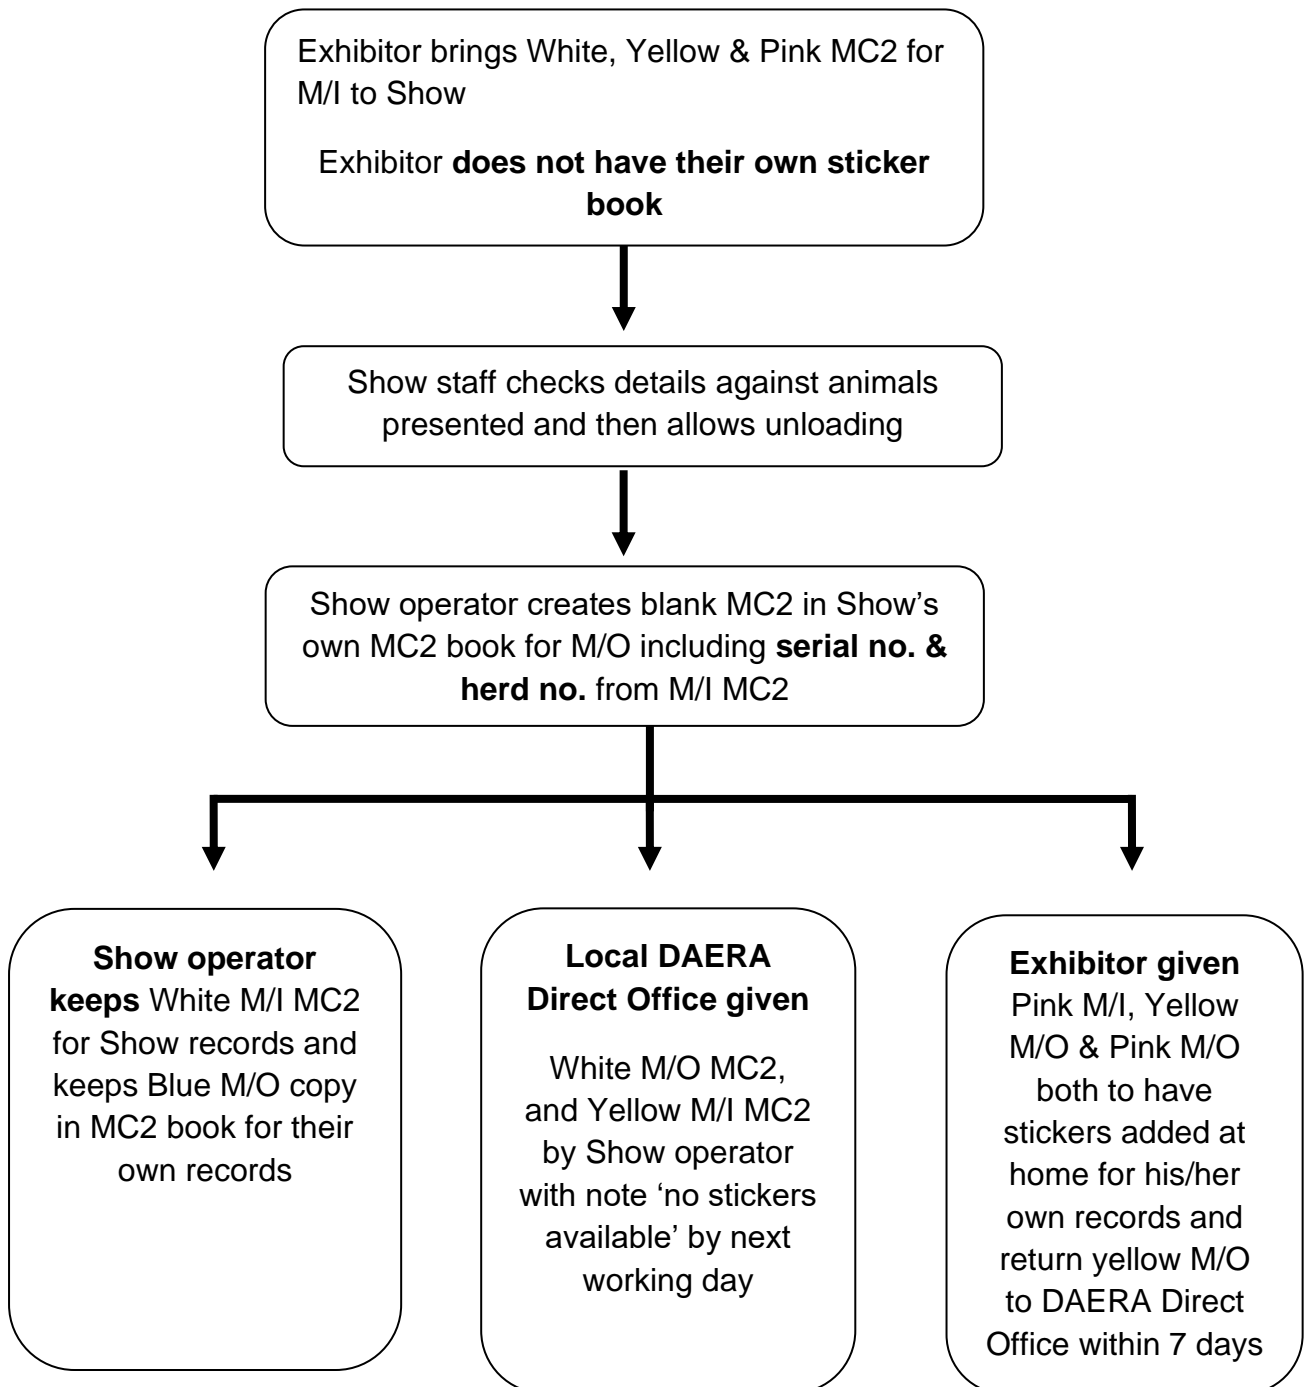 Exhibitor brings White, Yellow & Pink MC2 for
M/I to Show
Exhibitor does not have their own sticker
book
Show staff checks details against animals
presented and then allows unloading
Show operator creates blank MC2 in Show’s
own MC2 book for M/O including serial no. &
herd no. from M/I MC2
Show operator
keeps White M/I MC2
for Show records and
keeps Blue M/O copy
in MC2 book for their
own records
Local DAERA
Direct Office given
White M/O MC2,
and Yellow M/I MC2
by Show operator
with note ‘no stickers
available’ by next
working day
Exhibitor given
Pink M/I, Yellow
M/O & Pink M/O
both to have
stickers added at
home for his/her
own records and
return yellow M/O
to DAERA Direct
Office within 7 days